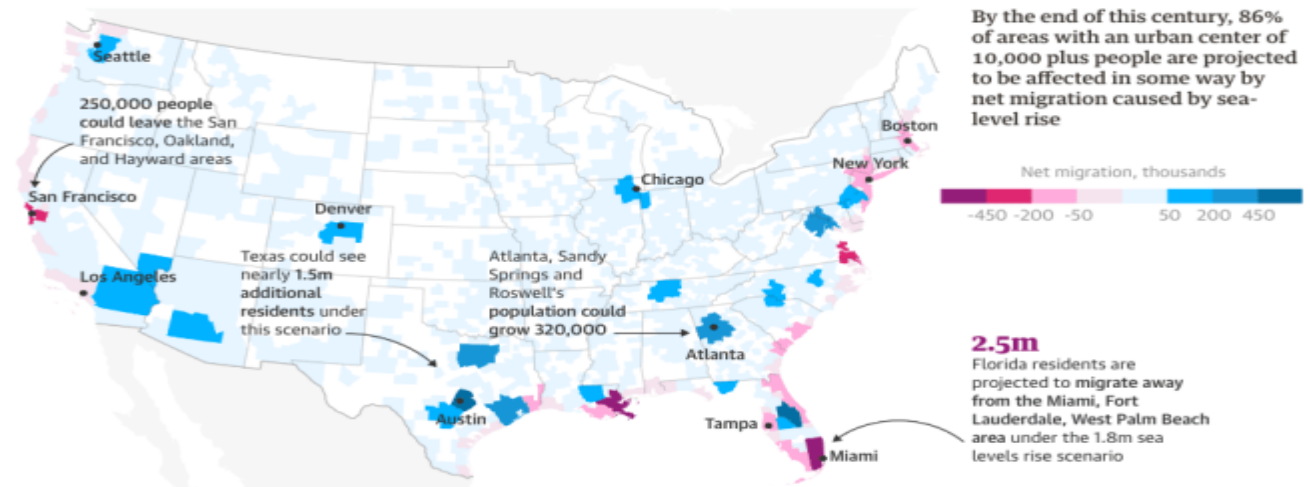 By the end of this century, 86%
of areas with an urban center of
10,000 plus people are projected
to be affected in some way by
net migration caused by sea-
level rise
Net migration, thousands
-450 -200 -50 50 200 450
Seattle
250,000 people
could leave the San
Francisco, Oakland,
and Hayward areas
San Francisco
Los Angeles
Denver
Texas could see
nearly 1.5m
additional
residents under
this scenario
Chicago
Atlanta, Sandy
Springs and
Roswell's
population could
grow 320,000
Atlanta
Austin
Boston
New York
Tampa
Miami
2.5m
Florida residents are
projected to migrate away
from the Miami, Fort
Lauderdale, West Palm Beach
area under the 1.8m sea
levels rise scenario